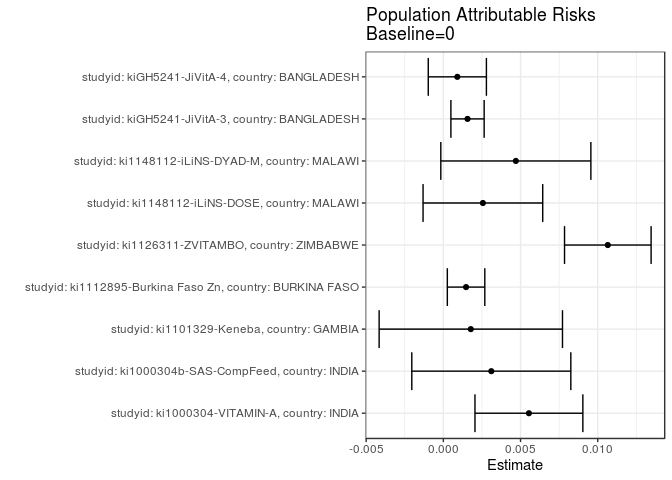 Population Attributable Risks
Baseline=0
studyid: kiGH5241-JiVitA-4, country: BANGLADESH
studyid: kiGH5241-JiVitA-3, country: BANGLADESH
studyid: ki1148112-iLiNS-DYAD-M, country: MALAWI
studyid: ki1148112-iLiNS-DOSE, country: MALAWI
studyid: ki1126311-ZVITAMBO, country: ZIMBABWE
studyid: ki1112895-Burkina Faso Zn, country: BURKINA FASO
studyid: ki1101329-Keneba, country: GAMBIA
studyid: ki1000304b-SAS-CompFeed, country: INDIA
studyid: ki1000304-VITAMIN-A, country: INDIA
-0.005 0.000 0.005 0.010
Estimate